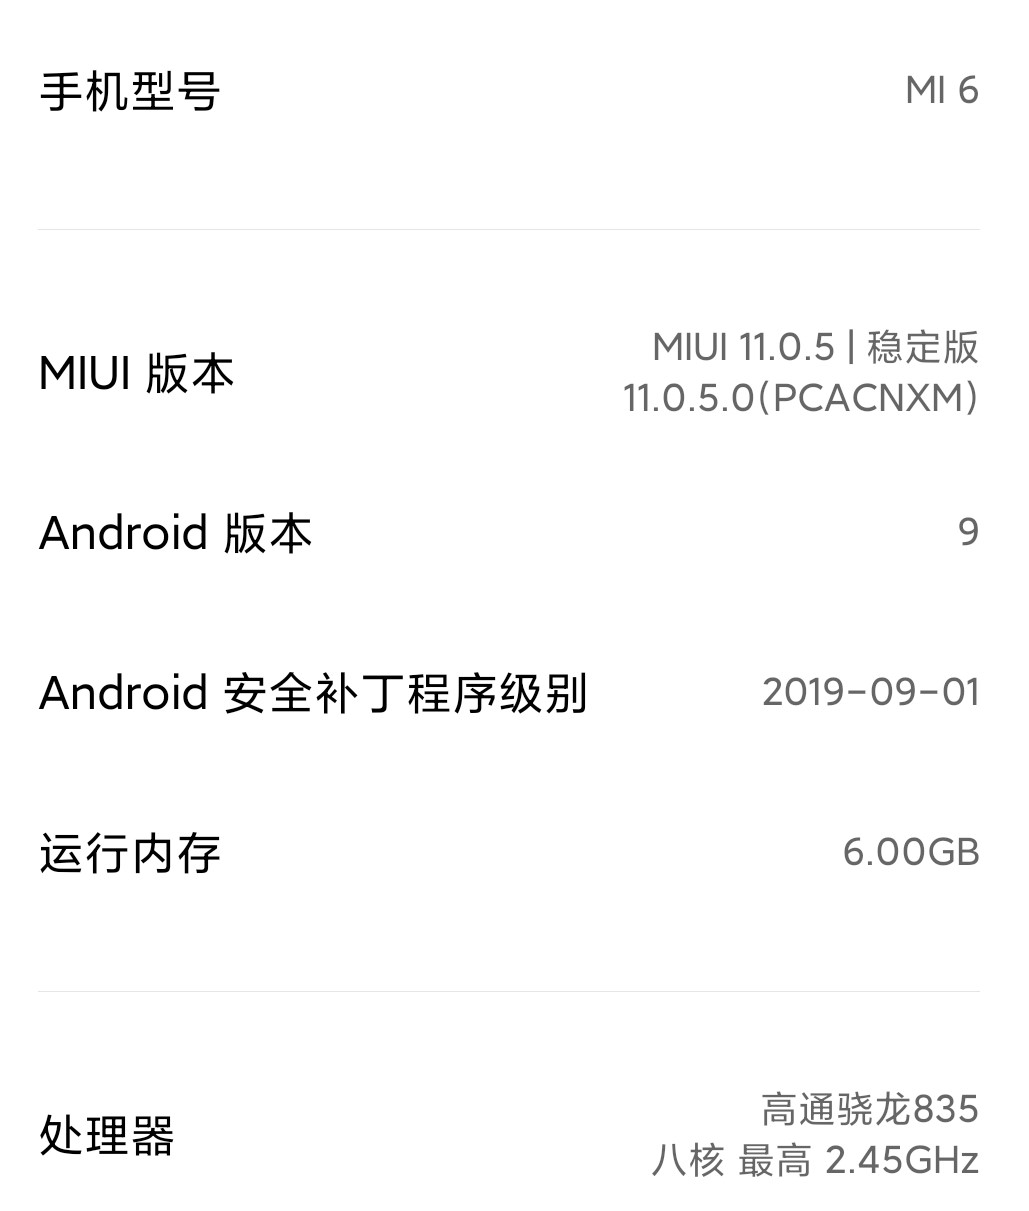 手机型号
MI 6
MIUI 版本
MIUI 11.0.5 | 稳定版
11.0.5.0(PCACNXM)
Android 版本
9
Android 安全补丁程序级别
2019-09-01
运行内存
6.00GB
处理器
高通骁龙835
八核 最高 2.45GHz